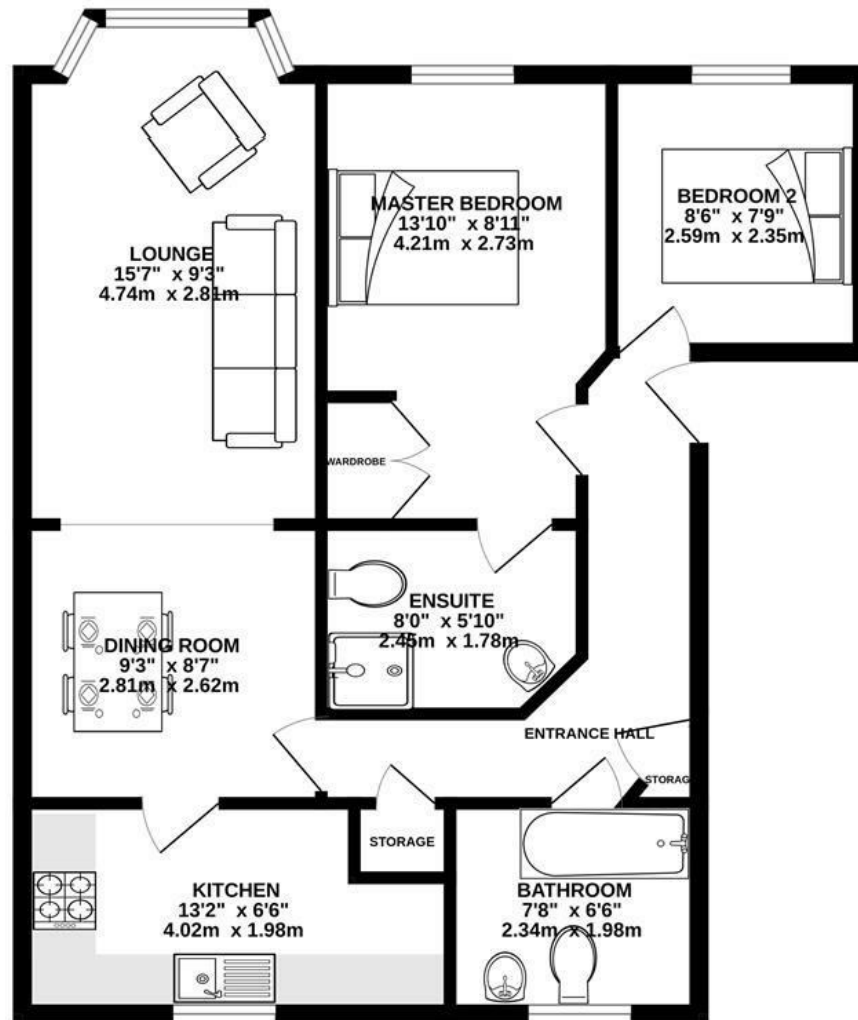 LOUNGE
15'7" x 9'3"
4.74m x 2.81m
MASTER BEDROOM
13'10" x 8'11"
4.21m x 2.73m
BEDROOM 2
8'6" x 7'9"
2.59m x 2.35m
WARDROBE
ENSUITE
8'0" x 5'10"
2.45m x 1.78m
DINING ROOM
9'3" x 8'7"
2.81m x 2.62m
ENTRANCE HALL
STORAG
STORAGE
KITCHEN
13'2" x 6'6"
4.02m x 1.98m
BATHROOM
7'8" x 6'6"
2.34m x 1.98m